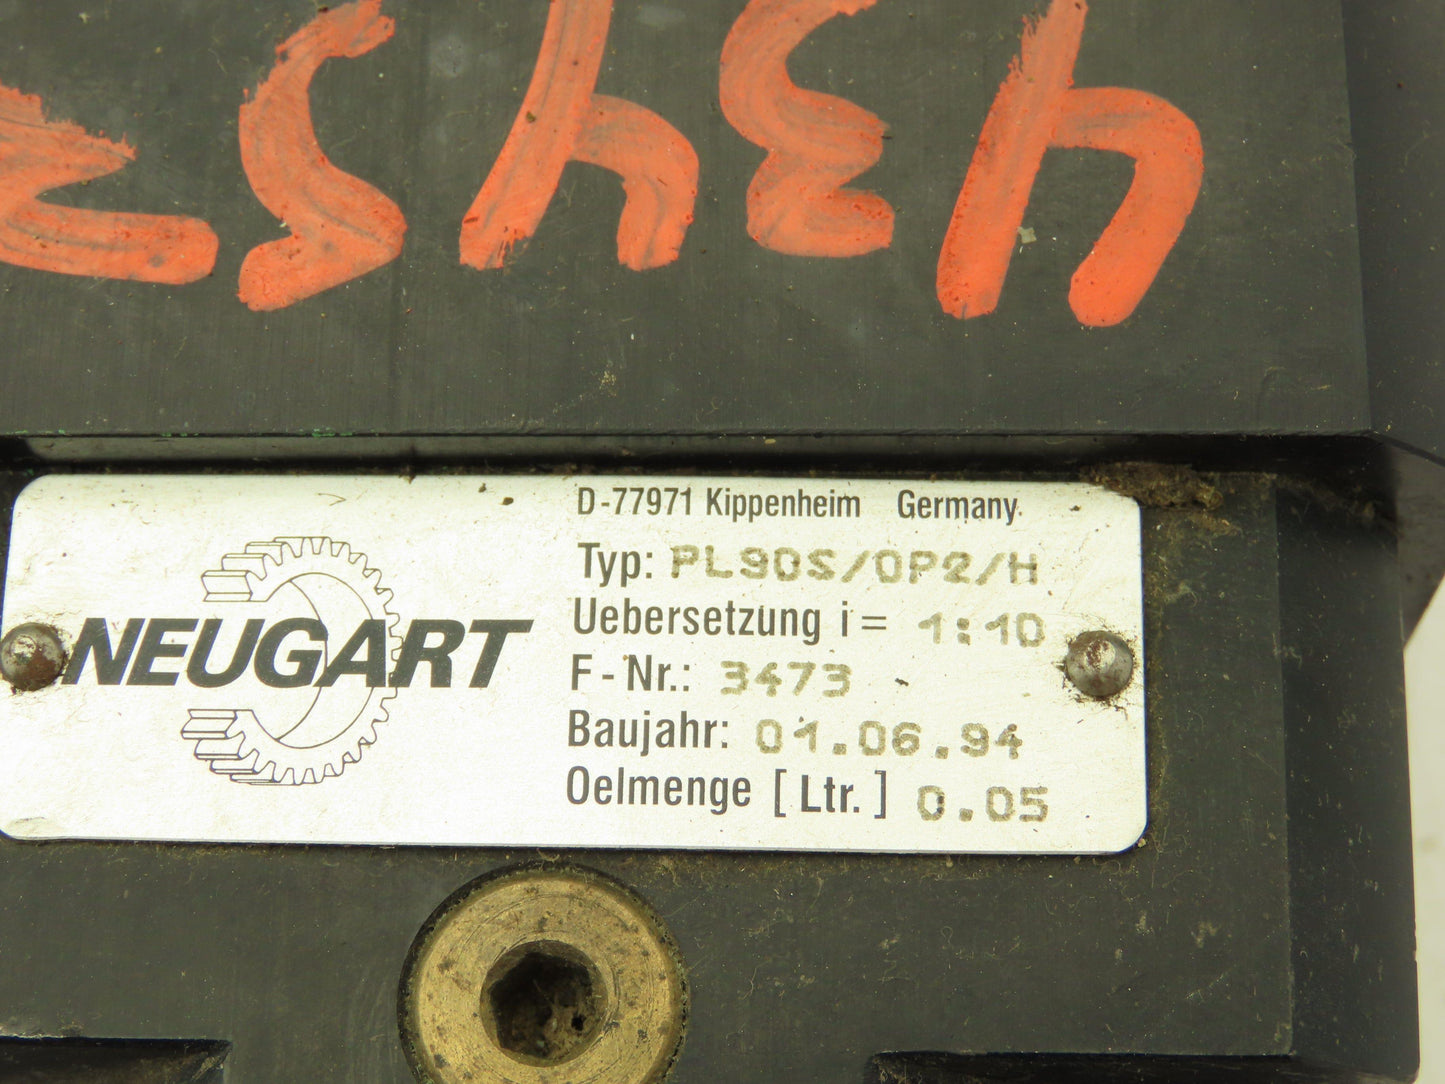 43452
D-77971 Kippenheim Germany
NEUGART
Typ: PL90S/OP2/H
Uebersetzung i= 1:10
F-Nr.: 3473
Baujahr: 01.06.94
Oelmenge [Ltr.] 0.05